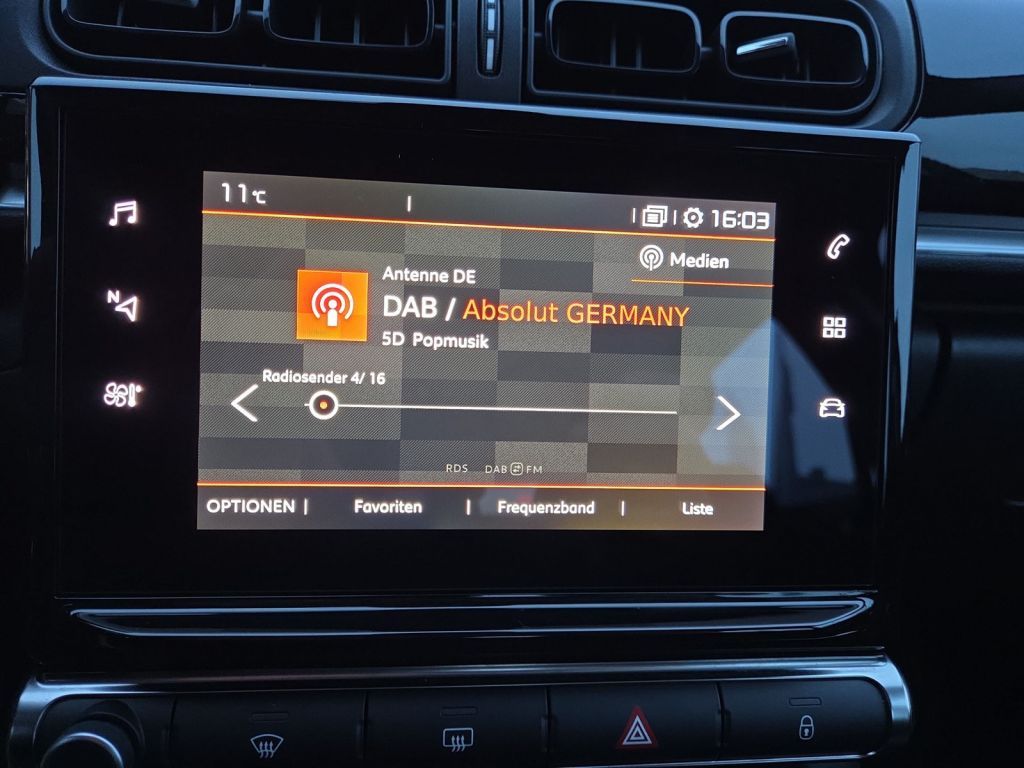 11°C
16:03
Medien
Antenne DE
DAB / Absolut GERMANY
5D Popmusik
Radiosender 4/ 16
N
RDS DAB FM
OPTIONEN | Favoriten | Frequenzband | Liste